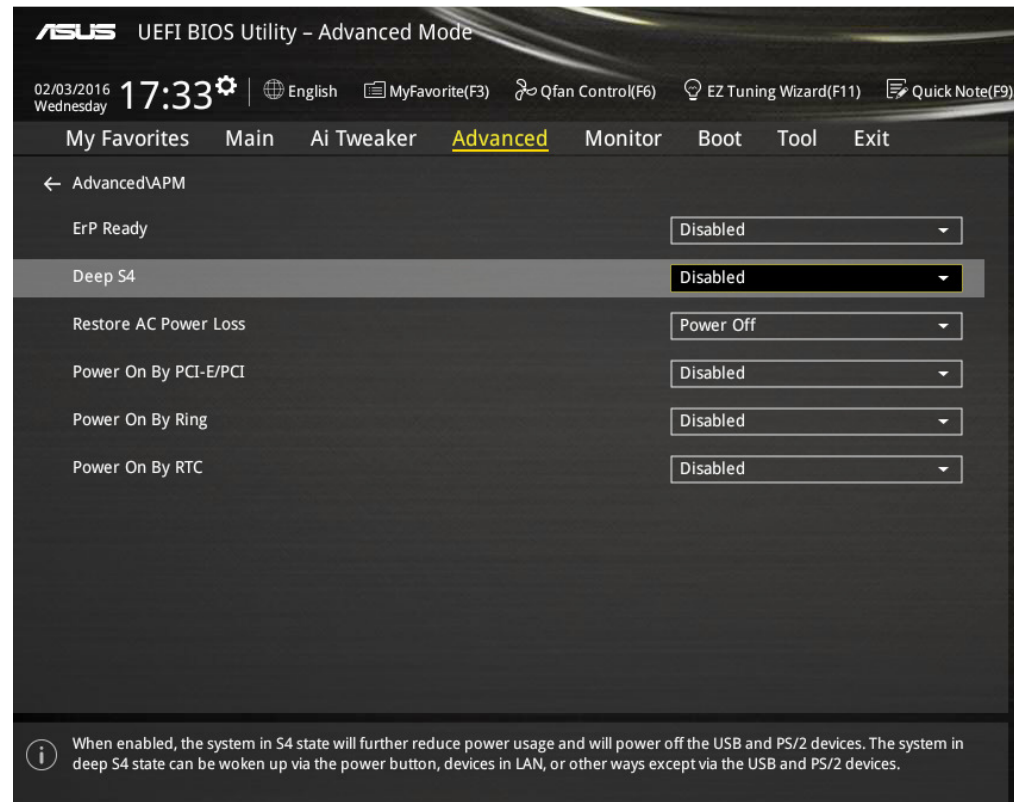 ASUS UEFI BIOS Utility – Advanced Mode
02/03/2016
Wednesday
17:33
English
MyFavorite(F3)
Qfan Control(F6)
EZ Tuning Wizard(F11)
Quick Note(F9)
My Favorites Main Ai Tweaker Advanced Monitor Boot Tool Exit
Advanced\APM
ErP Ready Disabled
Deep S4 Disabled
Restore AC Power Loss Power Off
Power On By PCI-E/PCI Disabled
Power On By Ring Disabled
Power On By RTC Disabled
When enabled, the system in S4 state will further reduce power usage and will power off the USB and PS/2 devices. The system in
deep S4 state can be woken up via the power button, devices in LAN, or other ways except via the USB and PS/2 devices.